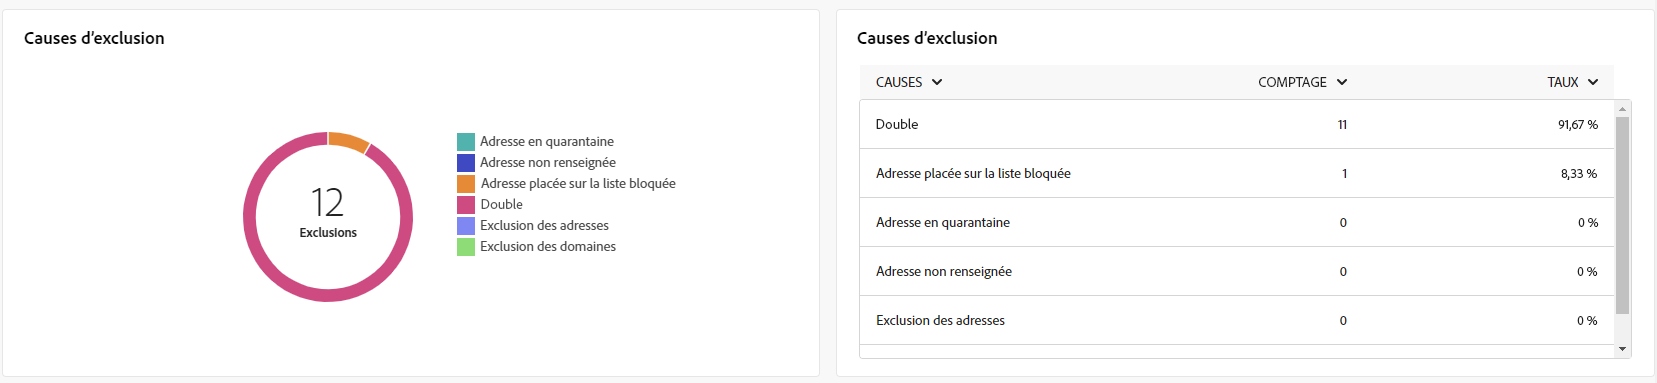 Causes d’exclusion
12
Exclusions
Adresse en quarantaine
Adresse non renseignée
Adresse placée sur la liste bloquée
Double
Exclusion des adresses
Exclusion des domaines
Causes d’exclusion
CAUSES COMPTAGE TAUX
Double 11 91,67 %
Adresse placée sur la liste bloquée 1 8,33 %
Adresse en quarantaine 0 0 %
Adresse non renseignée 0 0 %
Exclusion des adresses 0 0 %